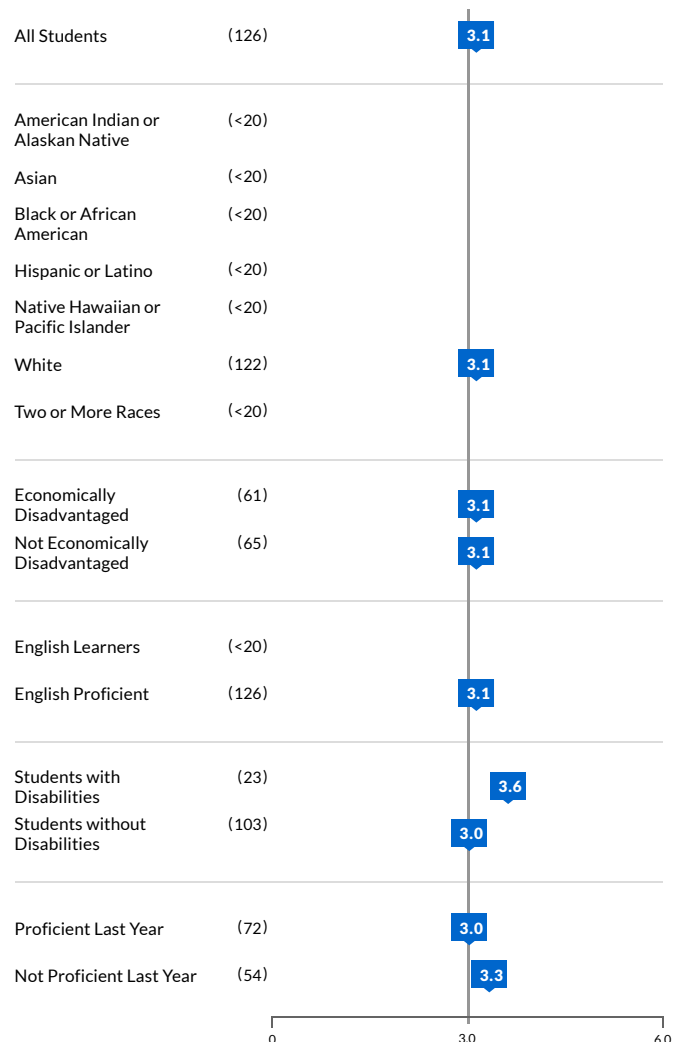 All Students (126) 3.1
American Indian or (<20)
Alaskan Native
Asian (<20)
Black or African (<20)
American
Hispanic or Latino (<20)
Native Hawaiian or (<20)
Pacific Islander
White (122) 3.1
Two or More Races (<20)
Economically (61) 3.1
Disadvantaged
Not Economically (65) 3.1
Disadvantaged
English Learners (<20)
English Proficient (126) 3.1
Students with (23) 3.6
Disabilities
Students without (103) 3.0
Disabilities
Proficient Last Year (72) 3.0
Not Proficient Last Year (54) 3.3
0 3.0 6.0